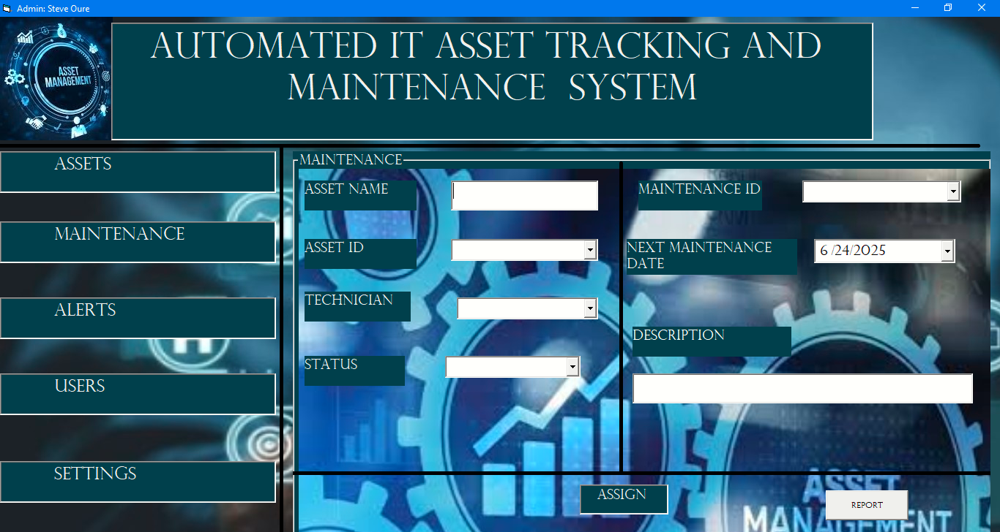 Admin: Steve Oure
ASSET
MANAGEMENT
AUTOMATED IT ASSET TRACKING AND
MAINTENANCE SYSTEM
ASSETS
MAINTENANCE
ALERTS
USERS
SETTINGS
MAINTENANCE
ASSET NAME
ASSET ID
TECHNICIAN
STATUS
MAINTENANCE ID
NEXT MAINTENANCE
DATE
6 /24/2025
DESCRIPTION
ASSIGN
REPORT
ASSET
MANAGEMENT